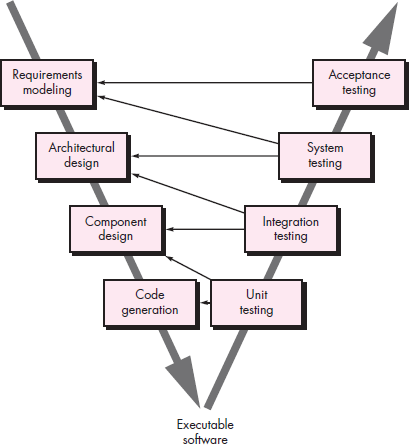 Requirements
modeling
Acceptance
testing
Architectural
design
System
testing
Component
design
Integration
testing
Code
generation
Unit
testing
Executable
software